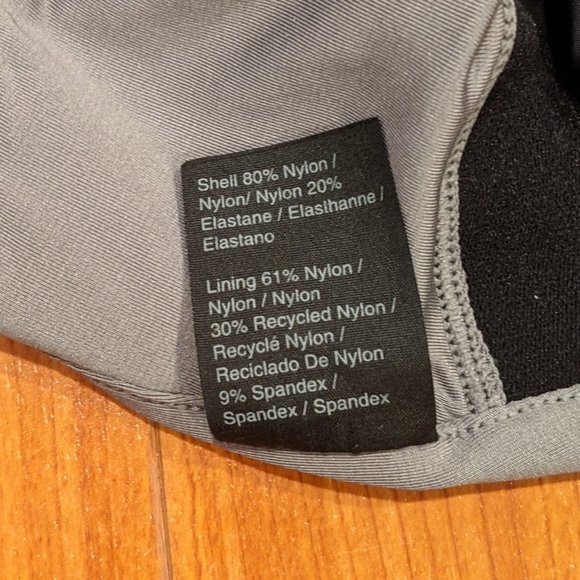 Shell 80% Nylon /
Nylon/ Nylon 20%
Elastane / Elasthanne /
Elastano
Lining 61% Nylon /
Nylon / Nylon
30% Recycled Nylon /
Recyclé Nylon /
Reciclado De Nylon
9% Spandex /
Spandex / Spandex